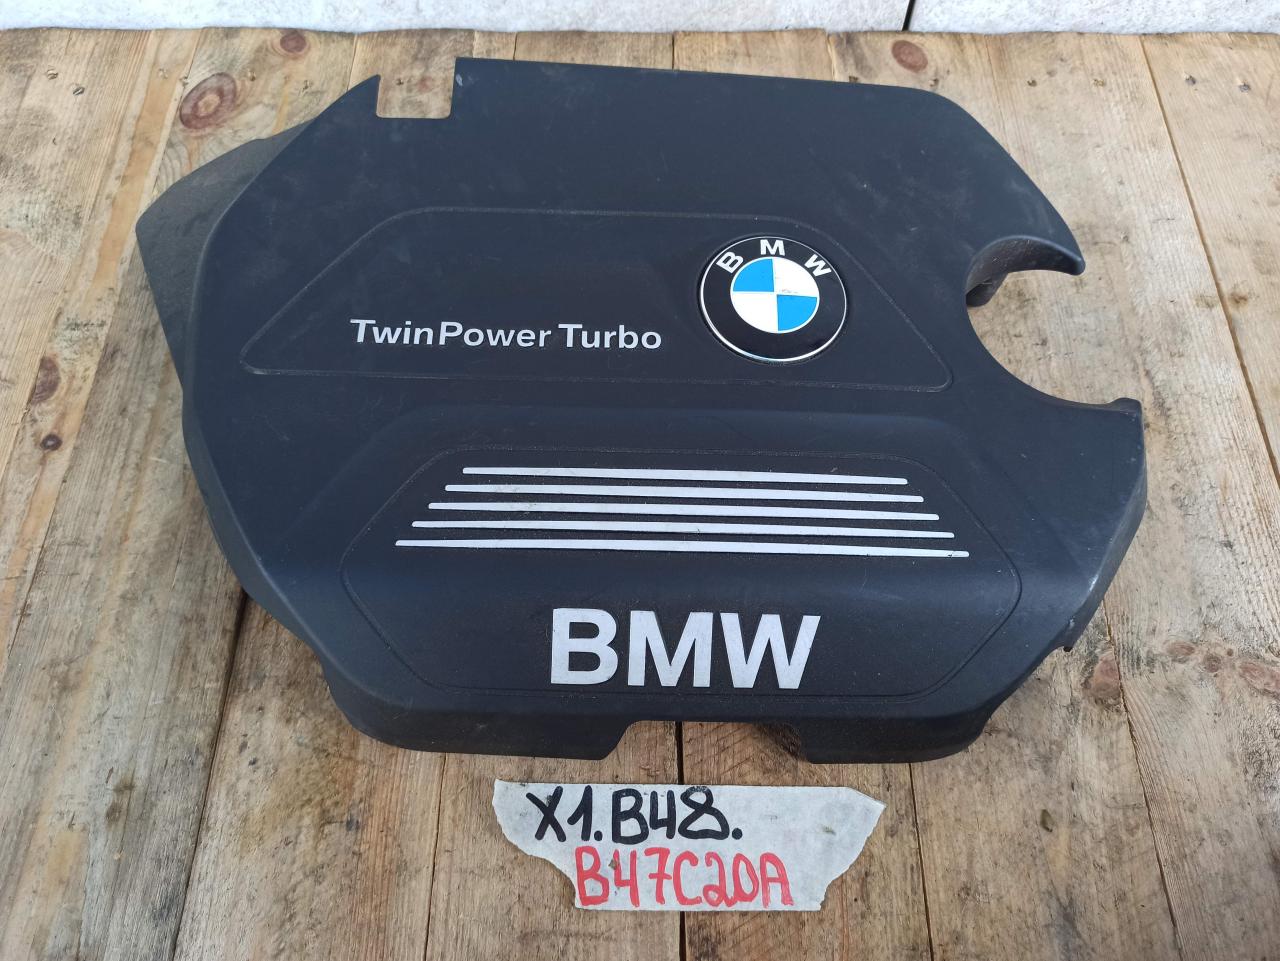 BMW
TwinPower Turbo
BMW
X1.B48.
B47C20A